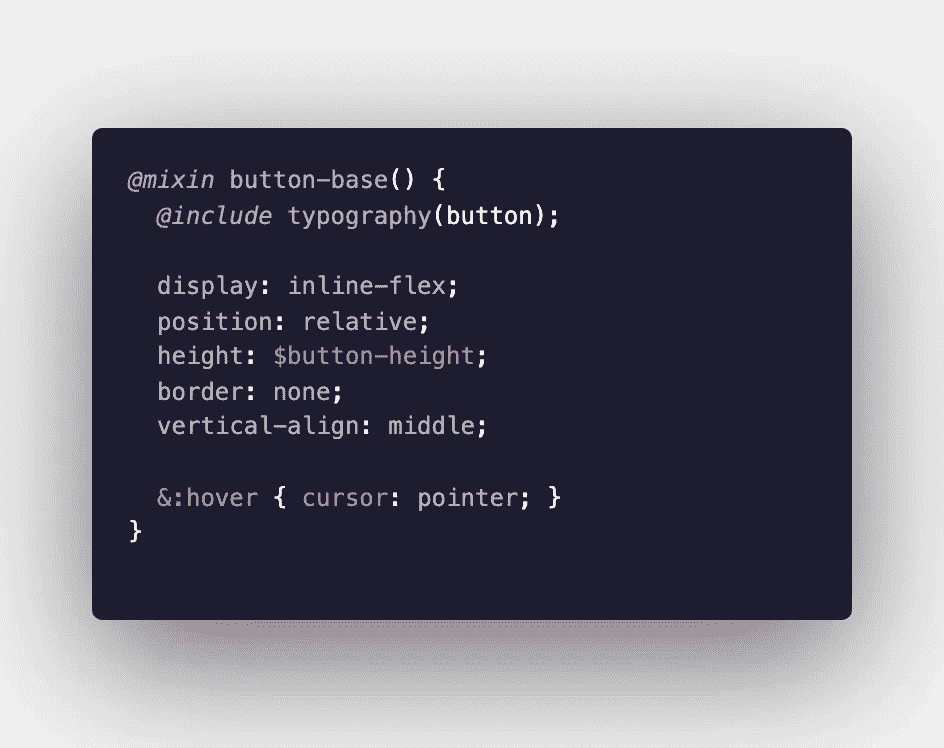 @mixin button-base() {
  @include typography(button);

  display: inline-flex;
  position: relative;
  height: $button-height;
  border: none;
  vertical-align: middle;

  &:hover { cursor: pointer; }
}